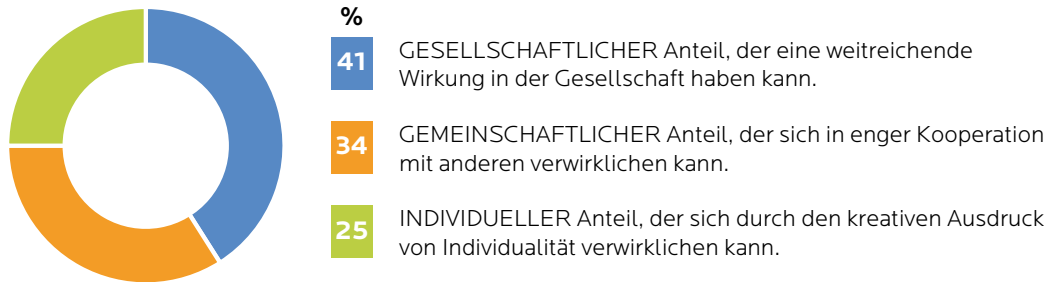 %
41 GESELLSCHAFTLICHER Anteil, der eine weitreichende
Wirkung in der Gesellschaft haben kann.
34 GEMEINSCHAFTLICHER Anteil, der sich in enger Kooperation
mit anderen verwirklichen kann.
25 INDIVIDUELLER Anteil, der sich durch den kreativen Ausdruck
von Individualität verwirklichen kann.